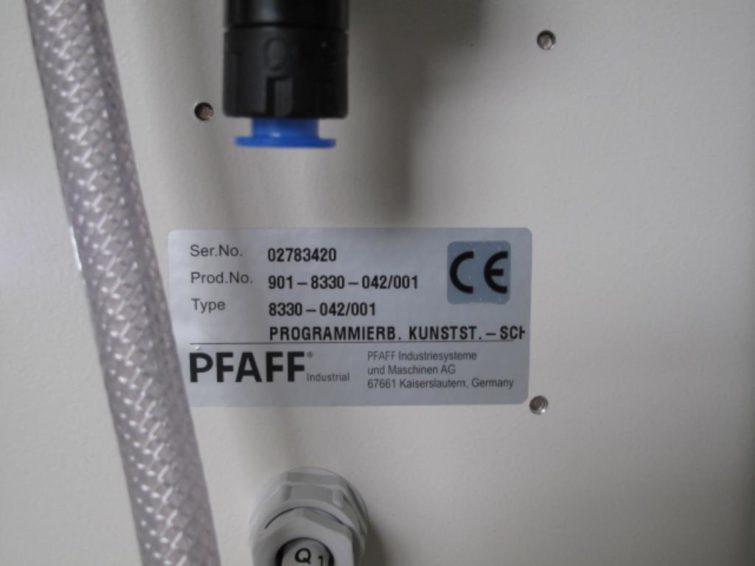 Ser.No. 02783420
Prod.No. 901-8330-042/001
Type 8330-042/001
PROGRAMMIERB. KUNSTST.-SCH
CE
PFAFF® Industrial
PFAFF Industriesysteme
und Maschinen AG
67661 Kaiserslautern, Germany
Q1